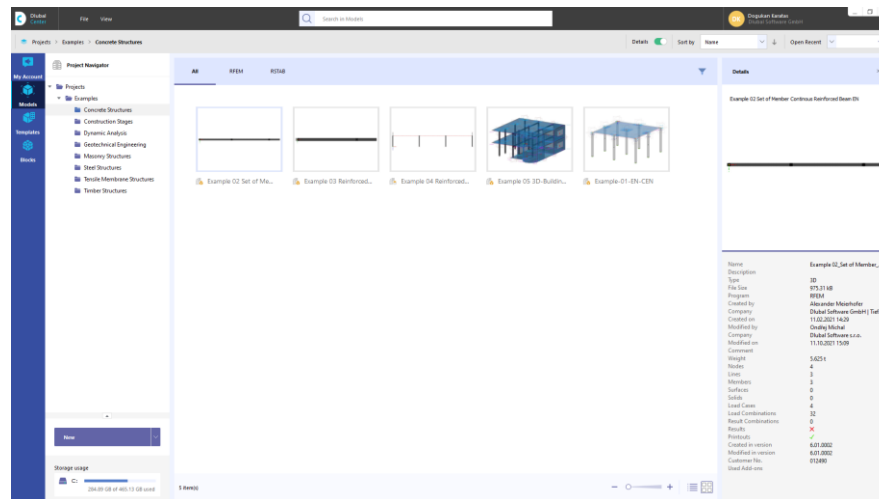 Dlubal
Center
File View
Search in Models
DK
Dogukan Karatas
Dlubal Software GmbH
Projects > Examples > Concrete Structures
Details
Sort by Name
Open Recent
My Account
Models
Templates
Blocks
Project Navigator
Projects
Examples
Concrete Structures
Construction Stages
Dynamic Analysis
Geotechnical Engineering
Masonry Structures
Steel Structures
Tensile Membrane Structures
Timber Structures
New
Storage usage
C:
284.89 GB of 465.13 GB used
All RFEM RSTAB
Example 02 Set of Me...
Example 03 Reinforced...
Example 04 Reinforced...
Example 05 3D-Buildin...
Example-01-EN-CEN
5 item(s)
Details
Example 02 Set of Member Continous Reinforced Beam EN
Name Example 02_Set of Member_
Description
Type 3D
File Size 975.31 kB
Program RFEM
Created by Alexander Meierhofer
Company Dlubal Software GmbH | Tief
Created on 11.02.2021 14:29
Modified by Ondřej Michal
Company Dlubal Software s.r.o.
Modified on 11.10.2021 15:09
Comment
Weight 5.625 t
Nodes 4
Lines 3
Members 3
Surfaces 0
Solids 0
Load Cases 4
Load Combinations 32
Result Combinations 0
Results
Printouts
Created in version 6.01.0002
Modified in version 6.01.0002
Customer No. 012490
Used Add-ons